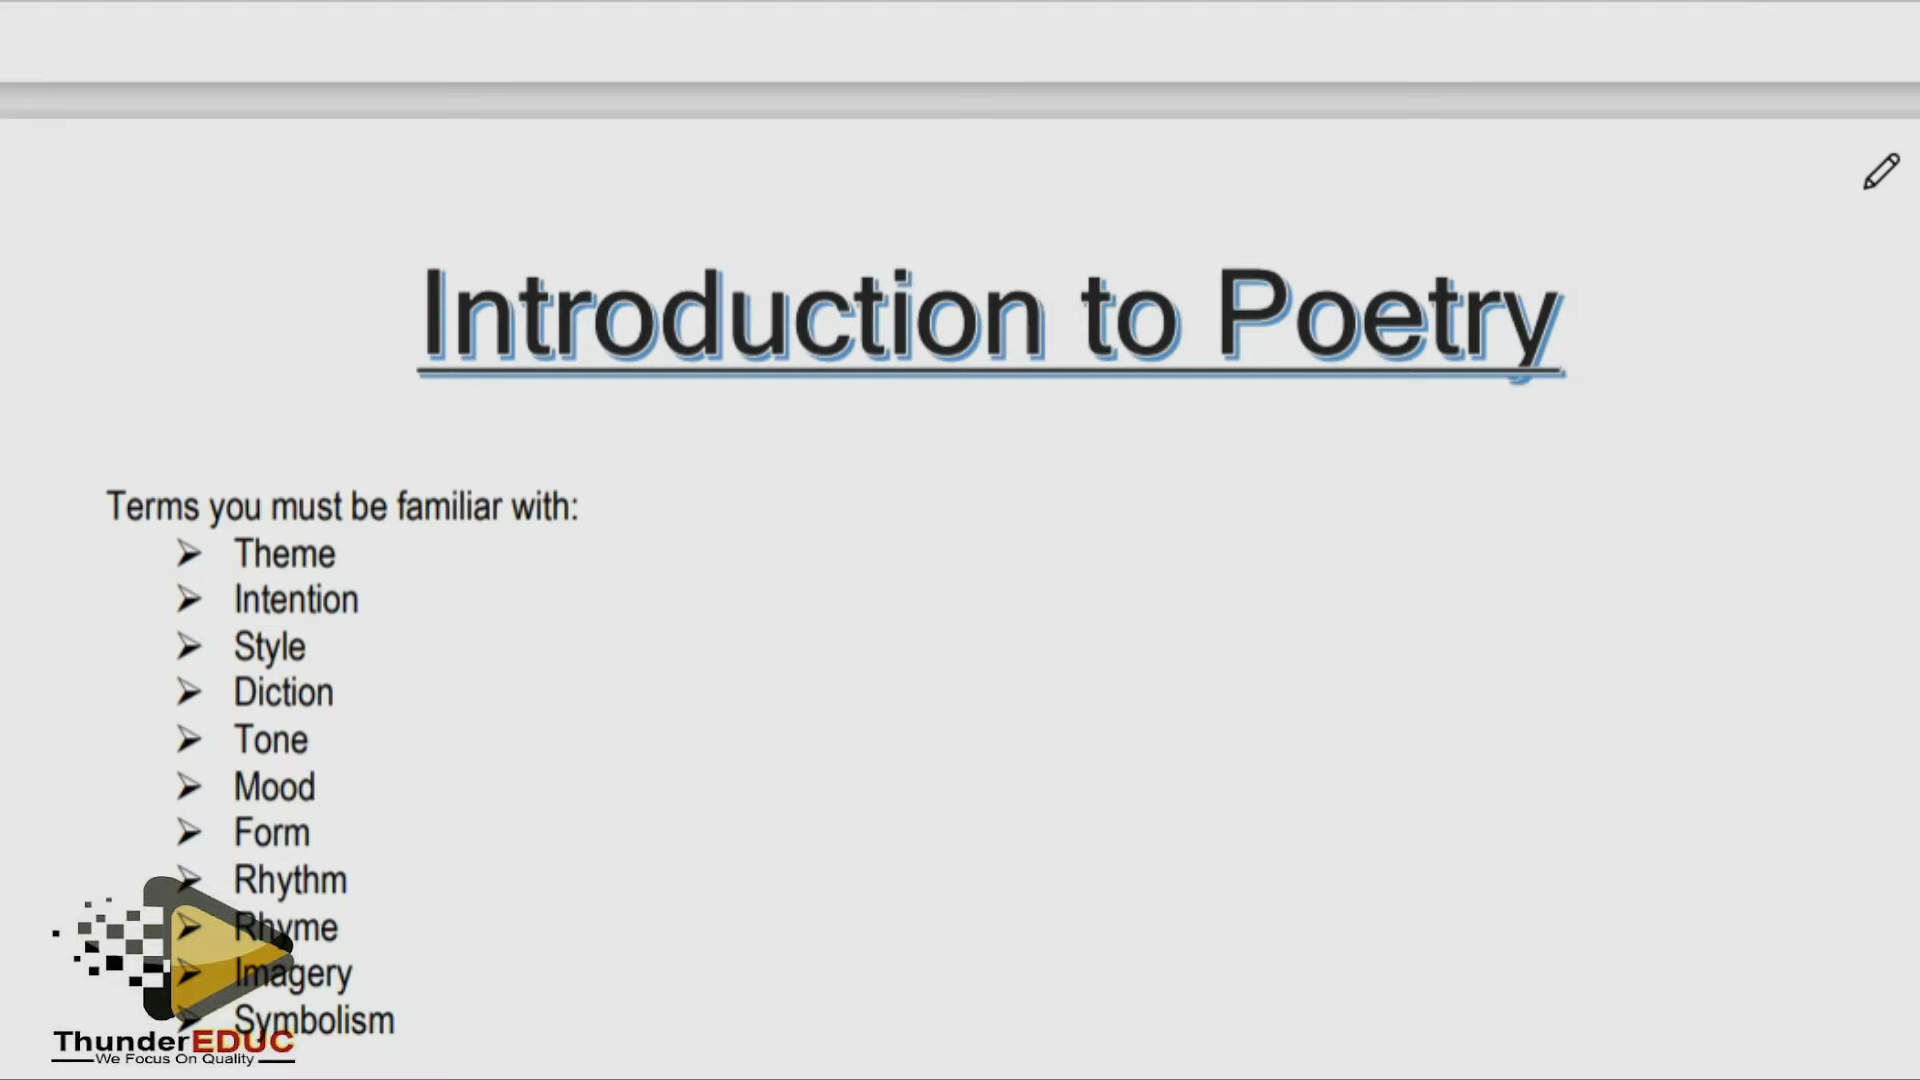 Introduction to Poetry
Terms you must be familiar with:
➢ Theme
➢ Intention
➢ Style
➢ Diction
➢ Tone
➢ Mood
➢ Form
➢ Rhythm
➢ Rhyme
➢ Imagery
➢ Symbolism
ThunderEDUC
We Focus On Quality